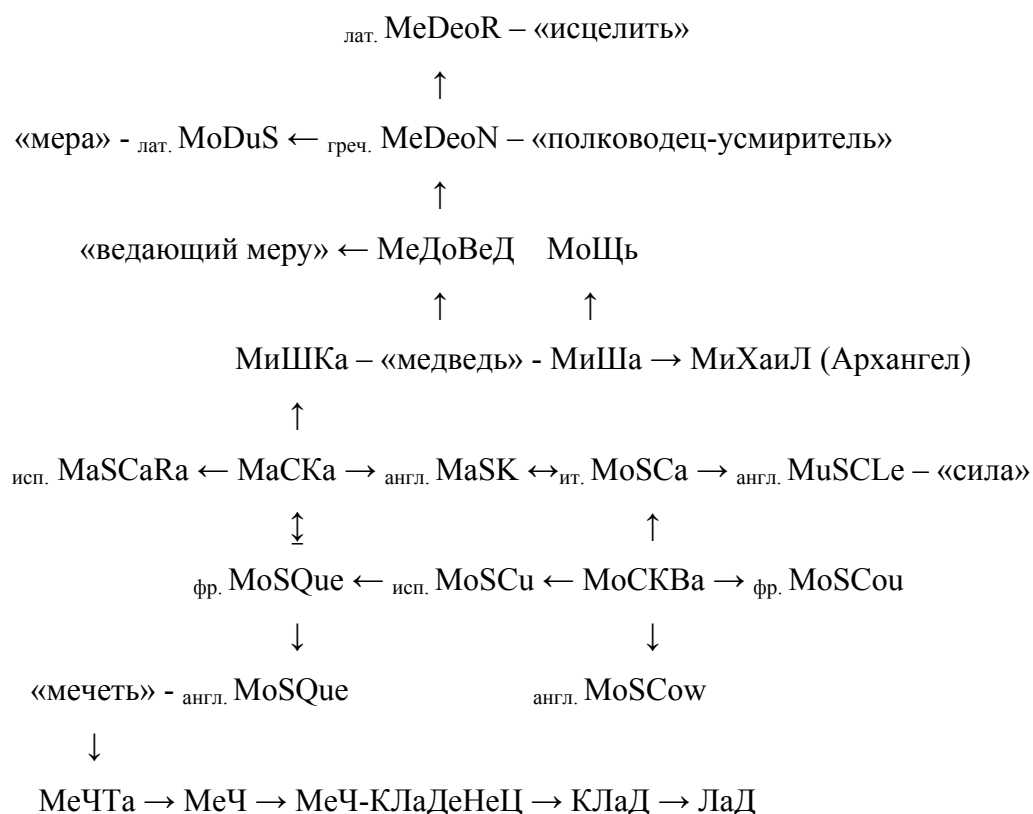 лат. MeDeoR – «исцелить»
↑
«мера» - лат. MoDuS ← греч. MeDeoN – «полководец-усмиритель»
↑
«ведающий меру» ← МеДоВеД МоЩь
↑ ↑
МиШКа – «медведь» - МиШа → МиХаиЛ (Архангел)
↑
исп. MaSCaRa ← МаСКа → англ. MaSK ↔ит. MoSCa → англ. MuSCLe – «сила»
↨ ↑
фр. MoSQue ← исп. MoSCu ← МоСКВа → фр. MoSCou
↓ ↓
«мечеть» - англ. MoSQue англ. MoSCow
↓
МеЧТа → МеЧ → МеЧ-КЛаДеНеЦ → КЛаД → ЛаД